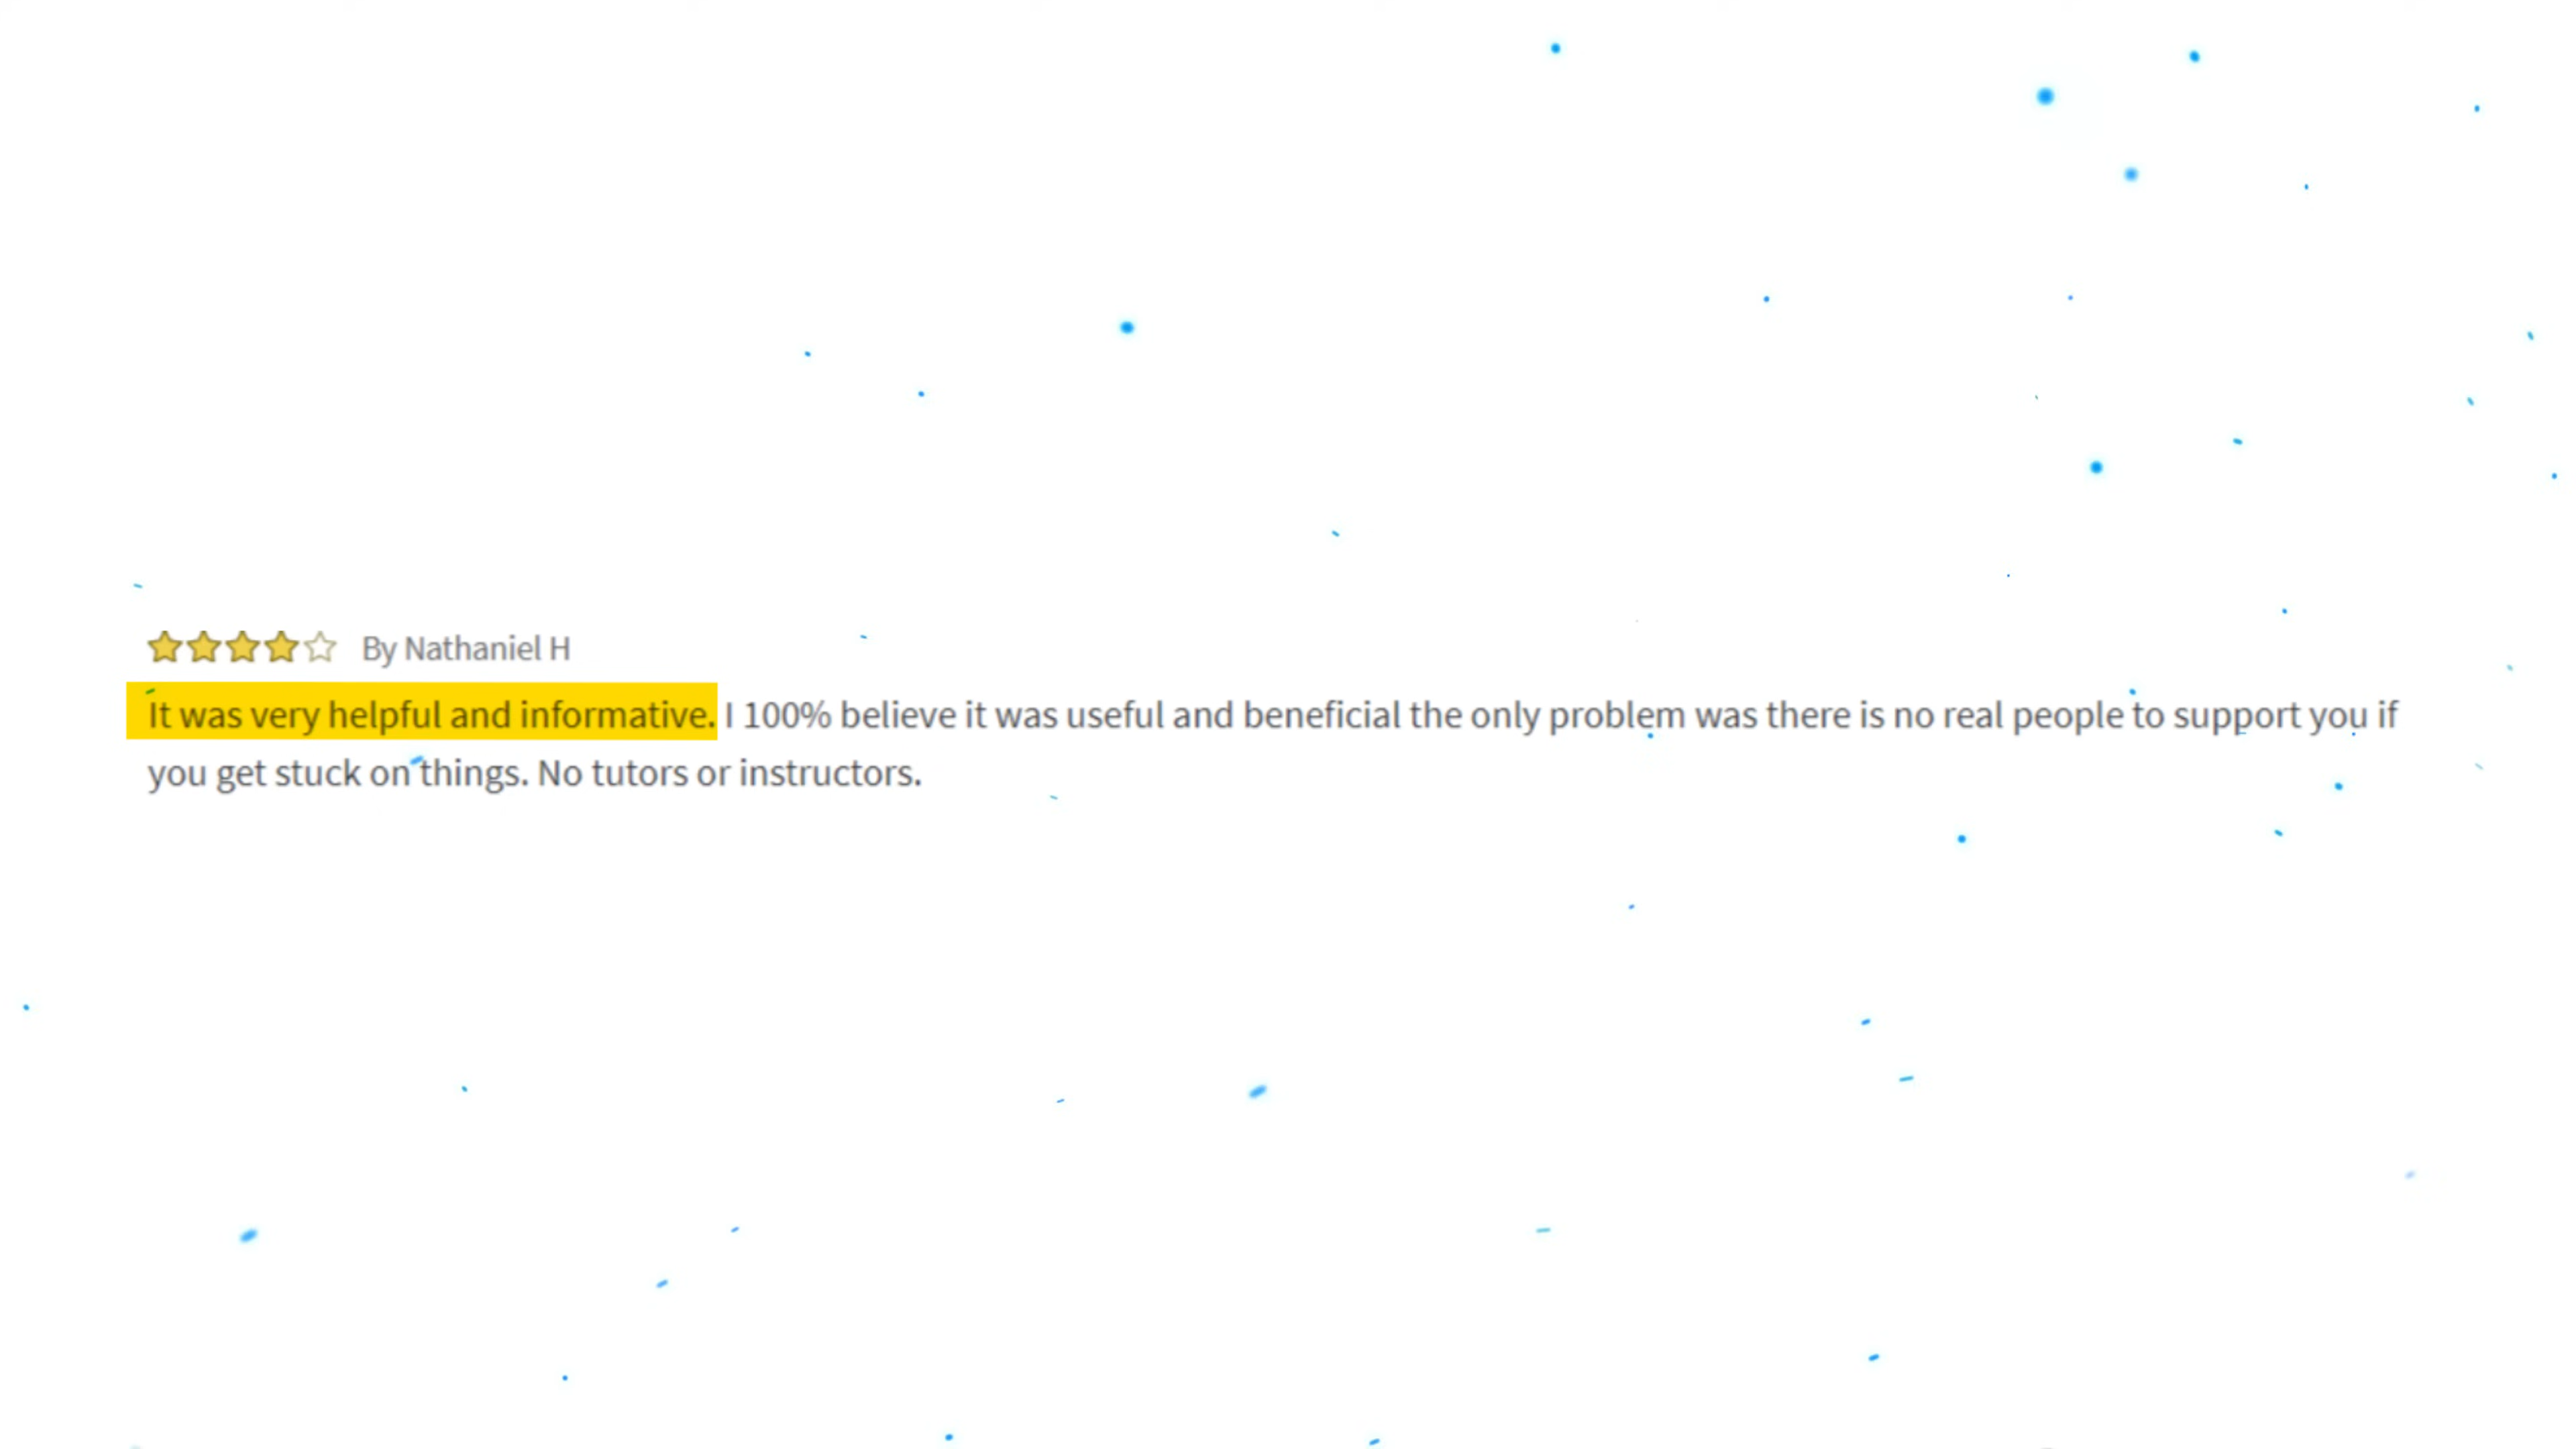 By Nathaniel H
It was very helpful and informative. I 100% believe it was useful and beneficial the only problem was there is no real people to support you if
you get stuck on things. No tutors or instructors.